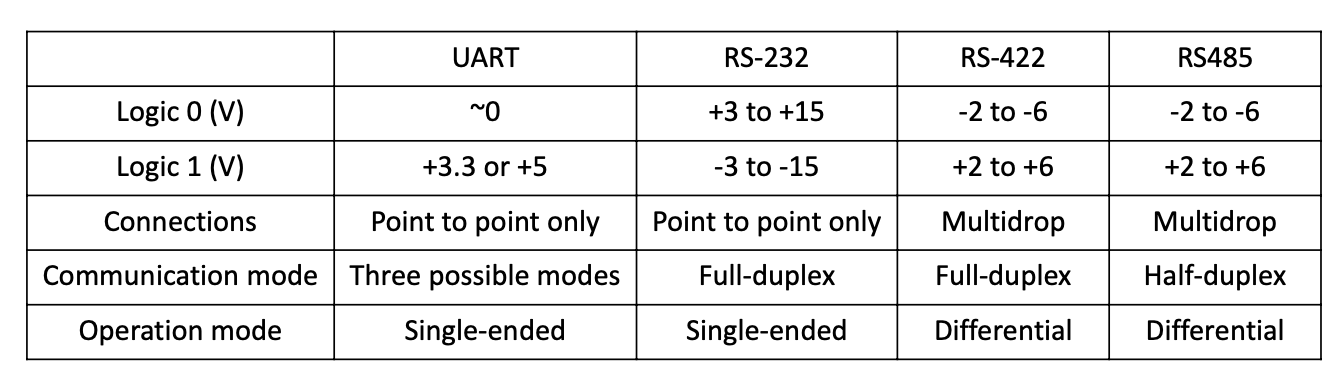 UART RS-232 RS-422 RS485
Logic 0 (V) ~0 +3 to +15 -2 to -6 -2 to -6
Logic 1 (V) +3.3 or +5 -3 to -15 +2 to +6 +2 to +6
Connections Point to point only Point to point only Multidrop Multidrop
Communication mode Three possible modes Full-duplex Full-duplex Half-duplex
Operation mode Single-ended Single-ended Differential Differential